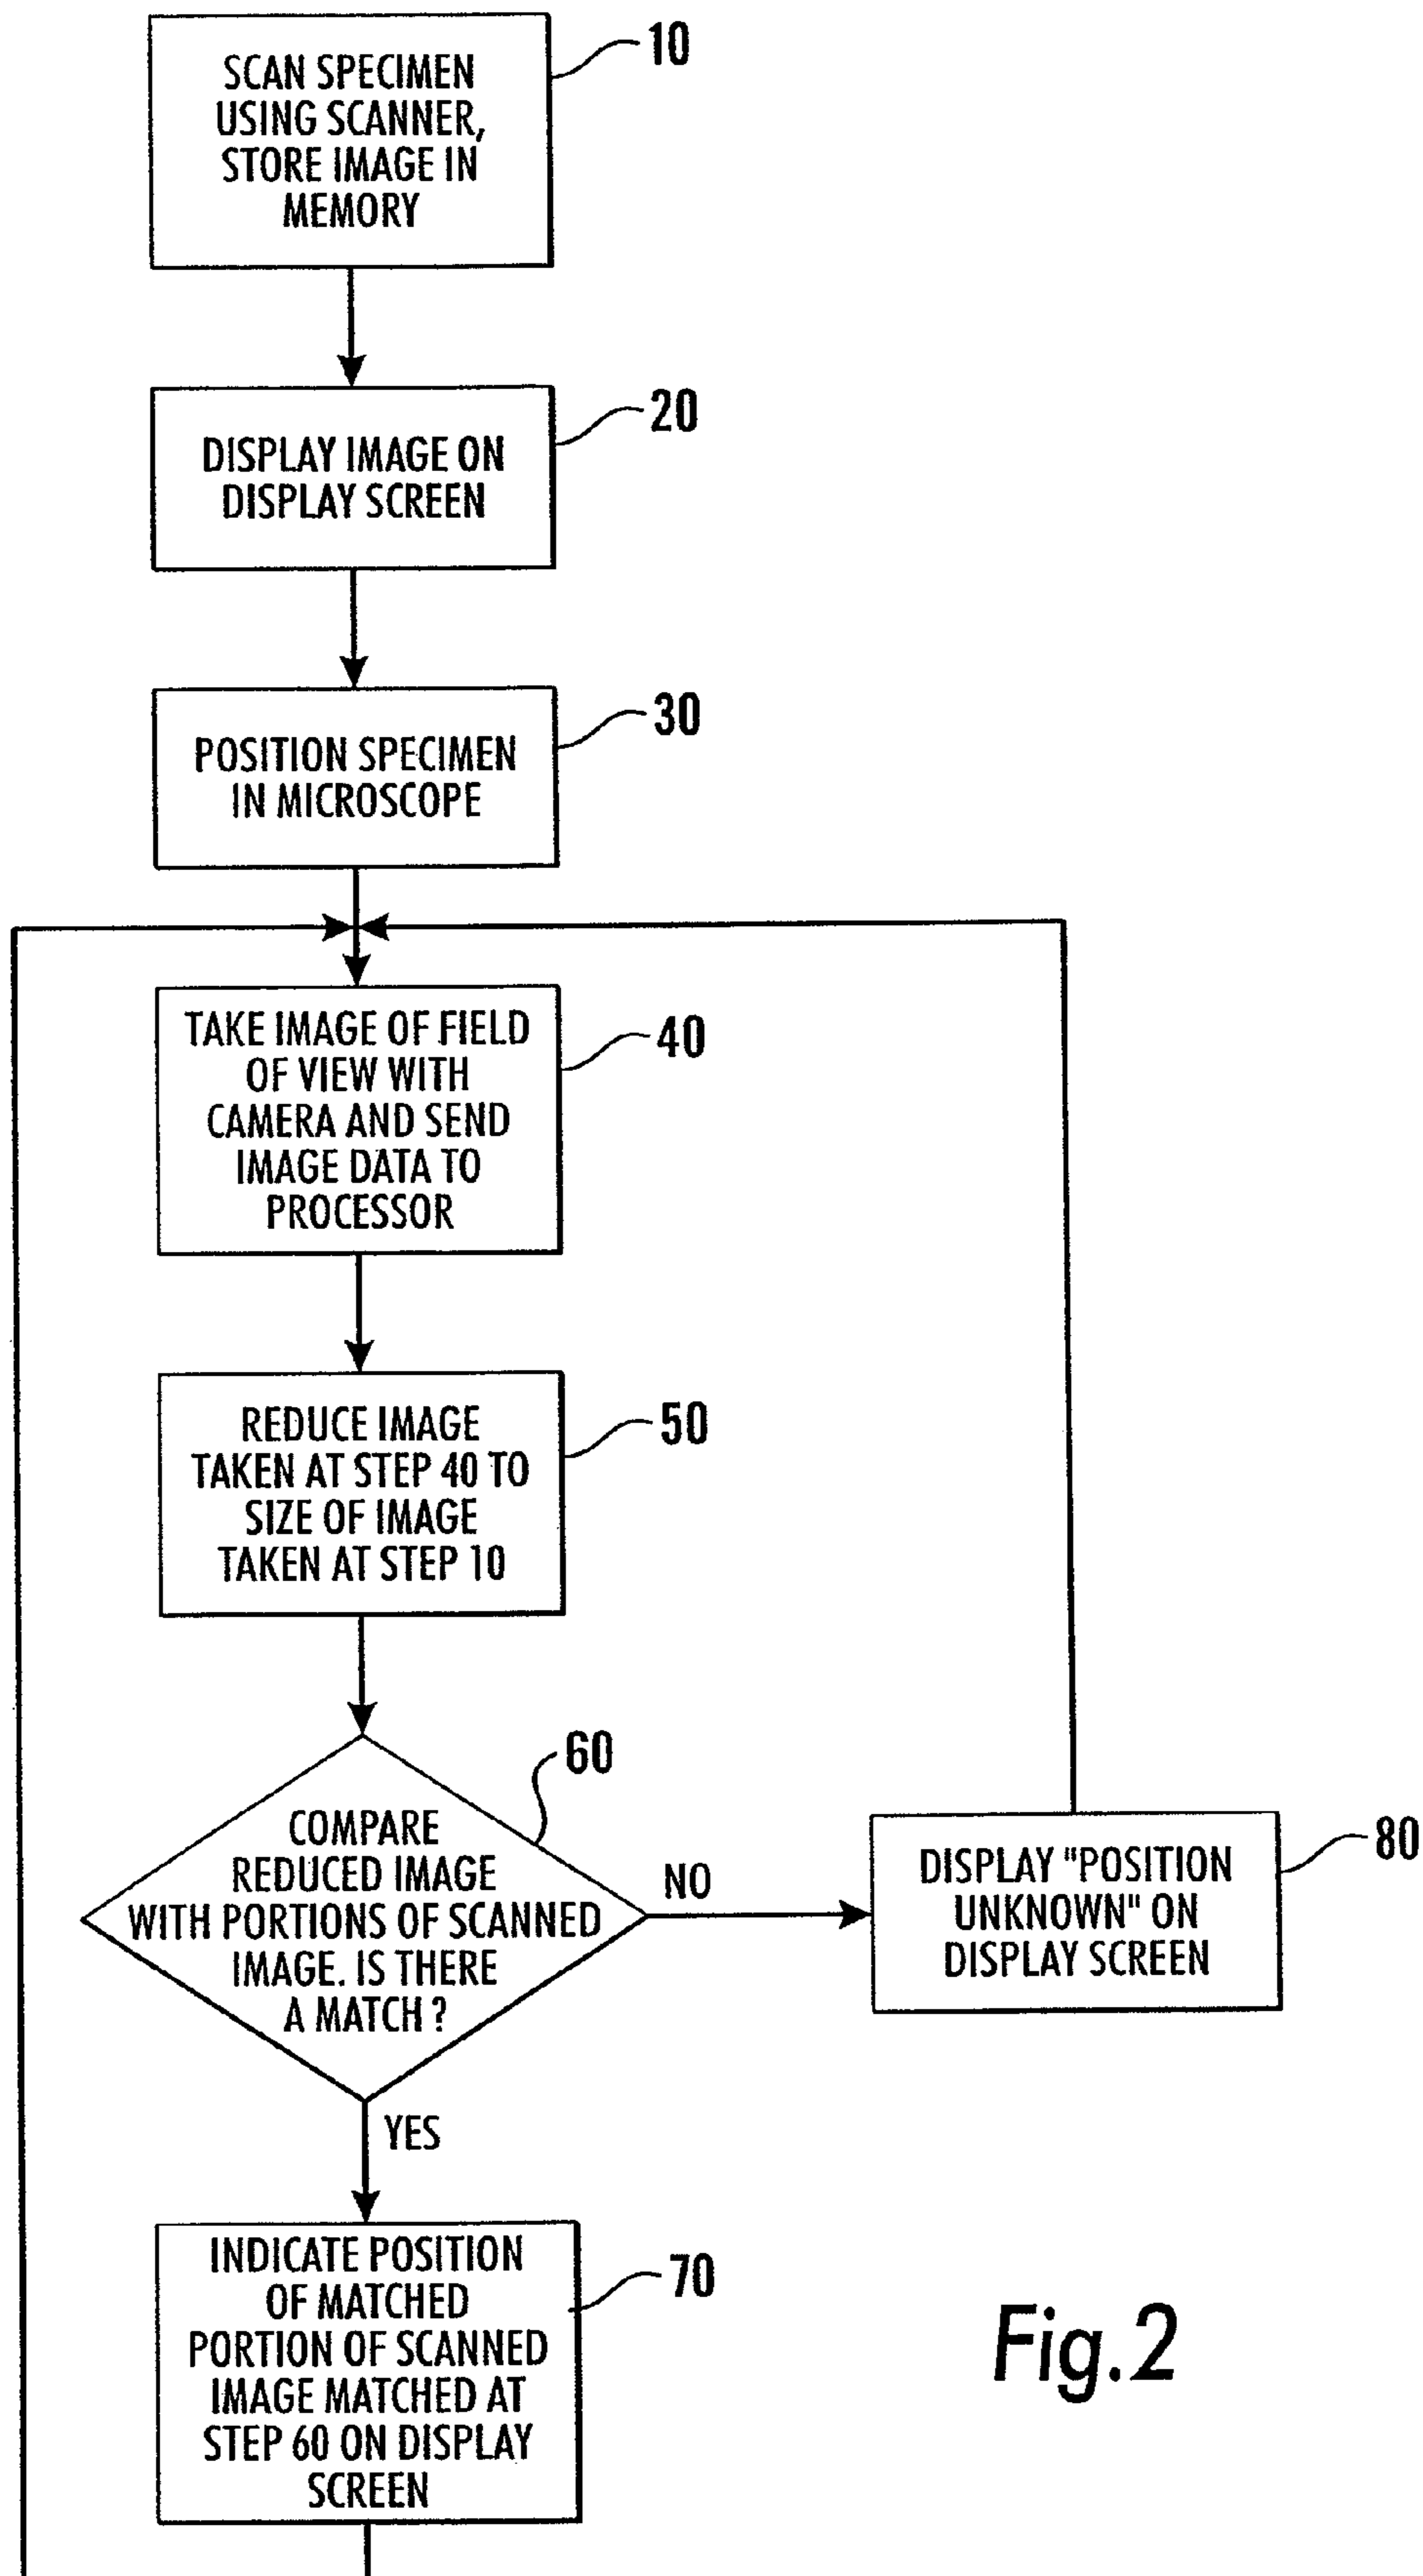 10
SCAN SPECIMEN
USING SCANNER,
STORE IMAGE IN
MEMORY
20
DISPLAY IMAGE ON
DISPLAY SCREEN
30
POSITION SPECIMEN
IN MICROSCOPE
40
TAKE IMAGE OF FIELD
OF VIEW WITH
CAMERA AND SEND
IMAGE DATA TO
PROCESSOR
50
REDUCE IMAGE
TAKEN AT STEP 40 TO
SIZE OF IMAGE
TAKEN AT STEP 10
60
COMPARE
REDUCED IMAGE
WITH PORTIONS OF SCANNED
IMAGE. IS THERE
A MATCH ?
NO
80
DISPLAY "POSITION
UNKNOWN" ON
DISPLAY SCREEN
YES
70
INDICATE POSITION
OF MATCHED
PORTION OF SCANNED
IMAGE MATCHED AT
STEP 60 ON DISPLAY
SCREEN
Fig.2